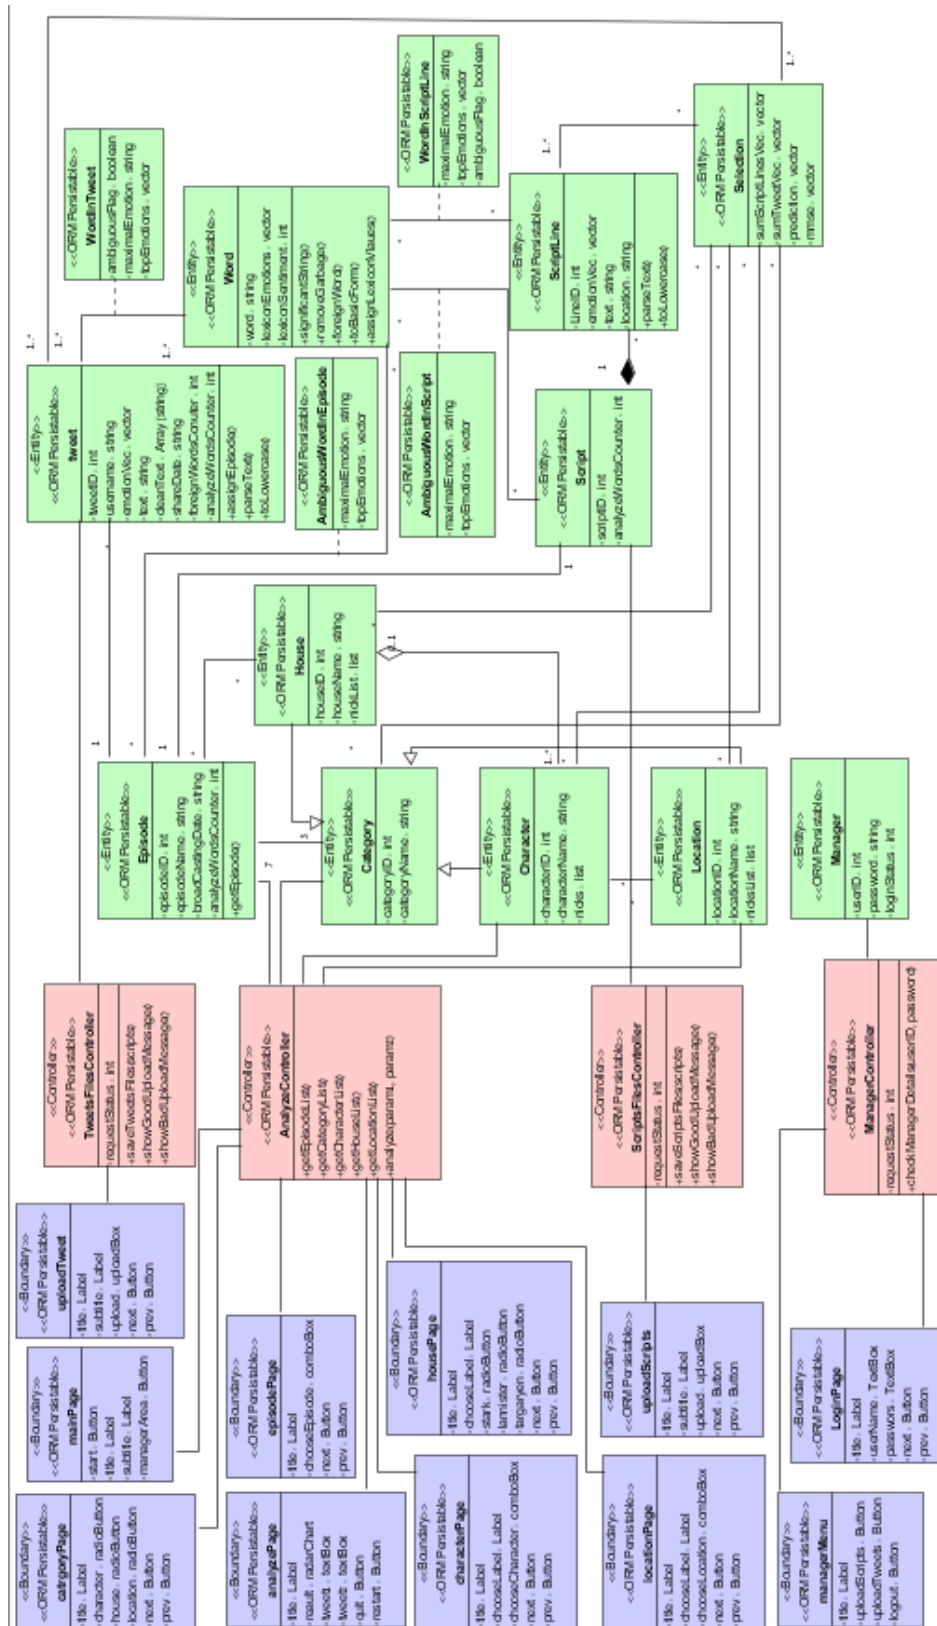 <<Entity>>
<<ORM Persistable>>
Selection
sumScriptLinesVec : vector
sumTweetVec : vector
prediction : vector
mmse : vector
<<ORM Persistable>>
WordInScriptLine
maximalEmotion : string
topEmotions : vector
ambiguousFlag : boolean
<<ORM Persistable>>
WordInTweet
ambiguousFlag : boolean
maximalEmotion : string
topEmotions : vector
<<Entity>>
<<ORM Persistable>>
Word
word : string
lexiconEmotions : vector
lexiconSentiment : int
+significantString()
+removeGarbage()
+foreignWord()
+toBasicForm()
+assignLexiconValues()
<<Entity>>
<<ORM Persistable>>
ScriptLine
LineID : int
emotionVec : vector
text : string
location : string
+parseText()
+toLowercase()
<<Entity>>
<<ORM Persistable>>
tweet
tweetID : int
username : string
emotionVec : vector
text : string
cleanText : Array(string)
shareDate : string
foreignWordsConuter : int
analyzeWordsCounter : int
+assignEpisode()
+parseText()
+toLowercase()
<<ORM Persistable>>
AmbiguousWordInEpisode
maximalEmotion : string
topEmotions : vector
<<ORM Persistable>>
AmbiguousWordInScript
maximalEmotion : string
topEmotions : vector
<<Entity>>
<<ORM Persistable>>
Script
scriptID : int
analyzeWordsCounter : int
<<Entity>>
<<ORM Persistable>>
House
houseID : int
houseName : string
nickList : list
<<Entity>>
<<ORM Persistable>>
Episode
episodeID : int
episodeName : string
broadCastingDate : string
analyzeWordsCounter : int
+getEpisode()
<<Entity>>
<<ORM Persistable>>
Category
categoryID : int
categoryName : string
<<Entity>>
<<ORM Persistable>>
Character
characterID : int
characterName : string
nicks : list
<<Entity>>
<<ORM Persistable>>
Location
locationID : int
locationName : string
nicksList : list
<<Entity>>
<<ORM Persistable>>
Manager
userID : int
password : string
loginStatus : int
<<Controller>>
<<ORM Persistable>>
TweetsFilesController
requestStatus : int
+saveTweetsFiles(scripts)
+showGoodUploadMessage()
+showBadUploadMessage()
<<Controller>>
<<ORM Persistable>>
AnalyzeController
+getEpisodeList()
+getCategoryList()
+getCharacterList()
+getHouseList()
+getLocationList()
<<Controller>>
<<ORM Persistable>>
ScriptsFilesController
requestStatus : int
+saveScriptsFiles(scripts)
+showGoodUploadMessage()
+showBadUploadMessage()
<<Controller>>
<<ORM Persistable>>
ManagerController
requestStatus : int
+checkManagerDetails(userID, password)
<<Boundary>>
<<ORM Persistable>>
uploadTweet
title : Label
subtitle : Label
upload : uploadBox
next : Button
prev : Button
<<Boundary>>
<<ORM Persistable>>
mainPage
start : Button
title : Label
subtitle : Label
managerArea : Button
<<Boundary>>
<<ORM Persistable>>
episodePage
title : Label
chooseEpisode : comboBox
next : Button
prev : Button
<<Boundary>>
<<ORM Persistable>>
housePage
title : Label
chooseLabel : Label
stark : radioButton
lannister : radioButton
targaryen : radioButton
next : Button
prev : Button
<<Boundary>>
<<ORM Persistable>>
uploadScripts
title : Label
subtitle : Label
upload : uploadBox
next : Button
prev : Button
<<Boundary>>
<<ORM Persistable>>
LoginPage
title : Label
userName : TextBox
passwors : TextBox
next : Button
prev : Button
<<Boundary>>
<<ORM Persistable>>
catrgoryPage
title : Label
character : radioButton
house : radioButton
location : radioButton
next : Button
prev : Button
<<Boundary>>
<<ORM Persistable>>
analyzePage
title : Label
reault : radarChart
tweet1 : textBox
tweet2 : textBox
quit : Button
restart : Button
<<Boundary>>
<<ORM Persistable>>
charcterPage
title : Label
chooseLabel : Label
chooseCharacter : comboBox
next : Button
prev : Button
<<Boundary>>
<<ORM Persistable>>
locationPage
title : Label
chooseLabel : Label
chooseLocation : comboBox
next : Button
prev : Button
<<Boundary>>
<<ORM Persistable>>
managerMenu
title : Label
uploadScripts : Button
uploadTweets : Button
logout : Button